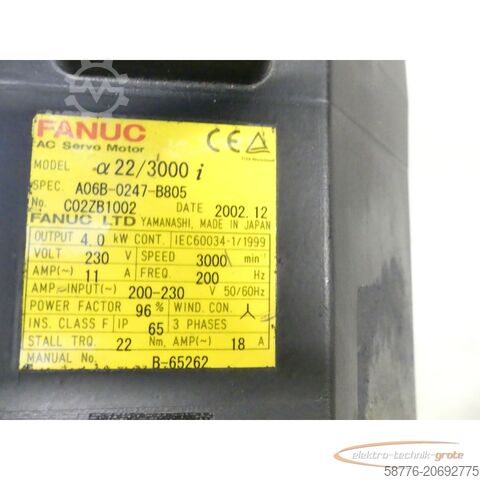 FANUC
AC Servo Motor
MODEL α22/3000 i
SPEC. A06B-0247-B805
No. C02ZB1002 DATE 2002.12
FANUC LTD YAMANASHI, MADE IN JAPAN
OUTPUT 4.0 kW CONT. IEC60034-1/1999
VOLT 230 V SPEED 3000 min⁻¹
AMP(~) 11 A FREQ. 200 Hz
AMP-INPUT(~) 200-230 V 50/60Hz
POWER FACTOR 96% WIND. CON.
INS. CLASS F IP 65 3 PHASES
STALL TRQ. 22 Nm, AMP(~) 18 A
MANUAL No. B-65262
elektro-technik-grote
58776-20692775